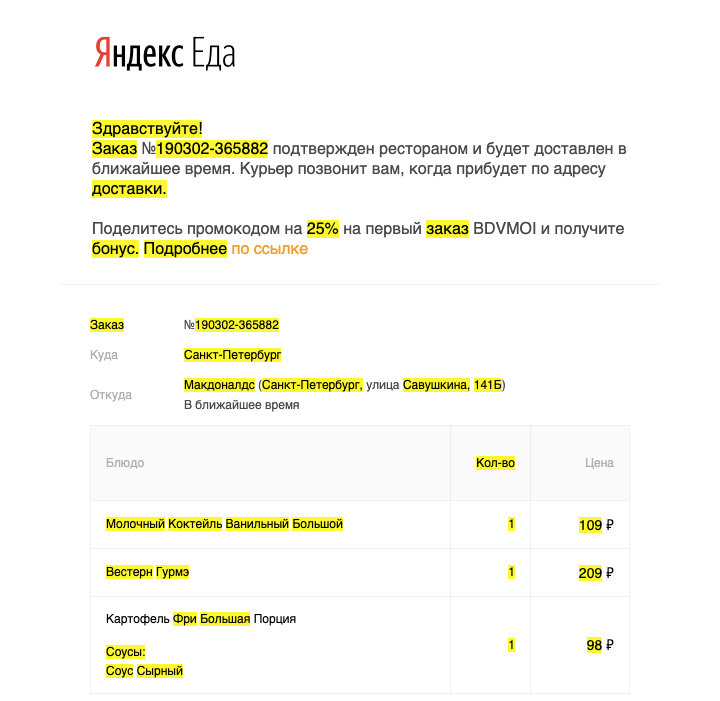 Яндекс Еда
Здравствуйте!
Заказ №190302-365882 подтвержден рестораном и будет доставлен в
ближайшее время. Курьер позвонит вам, когда прибудет по адресу
доставки.
Поделитесь промокодом на 25% на первый заказ BDVMOI и получите
бонус. Подробнее по ссылке
Заказ №190302-365882
Куда Санкт-Петербург
Откуда Макдоналдс (Санкт-Петербург, улица Савушкина, 141Б)
В ближайшее время
Блюдо Кол-во Цена
Молочный Коктейль Ванильный Большой 1 109 ₽
Вестерн Гурмэ 1 209 ₽
Картофель Фри Большая Порция
Соусы: 1 98 ₽
Соус Сырный